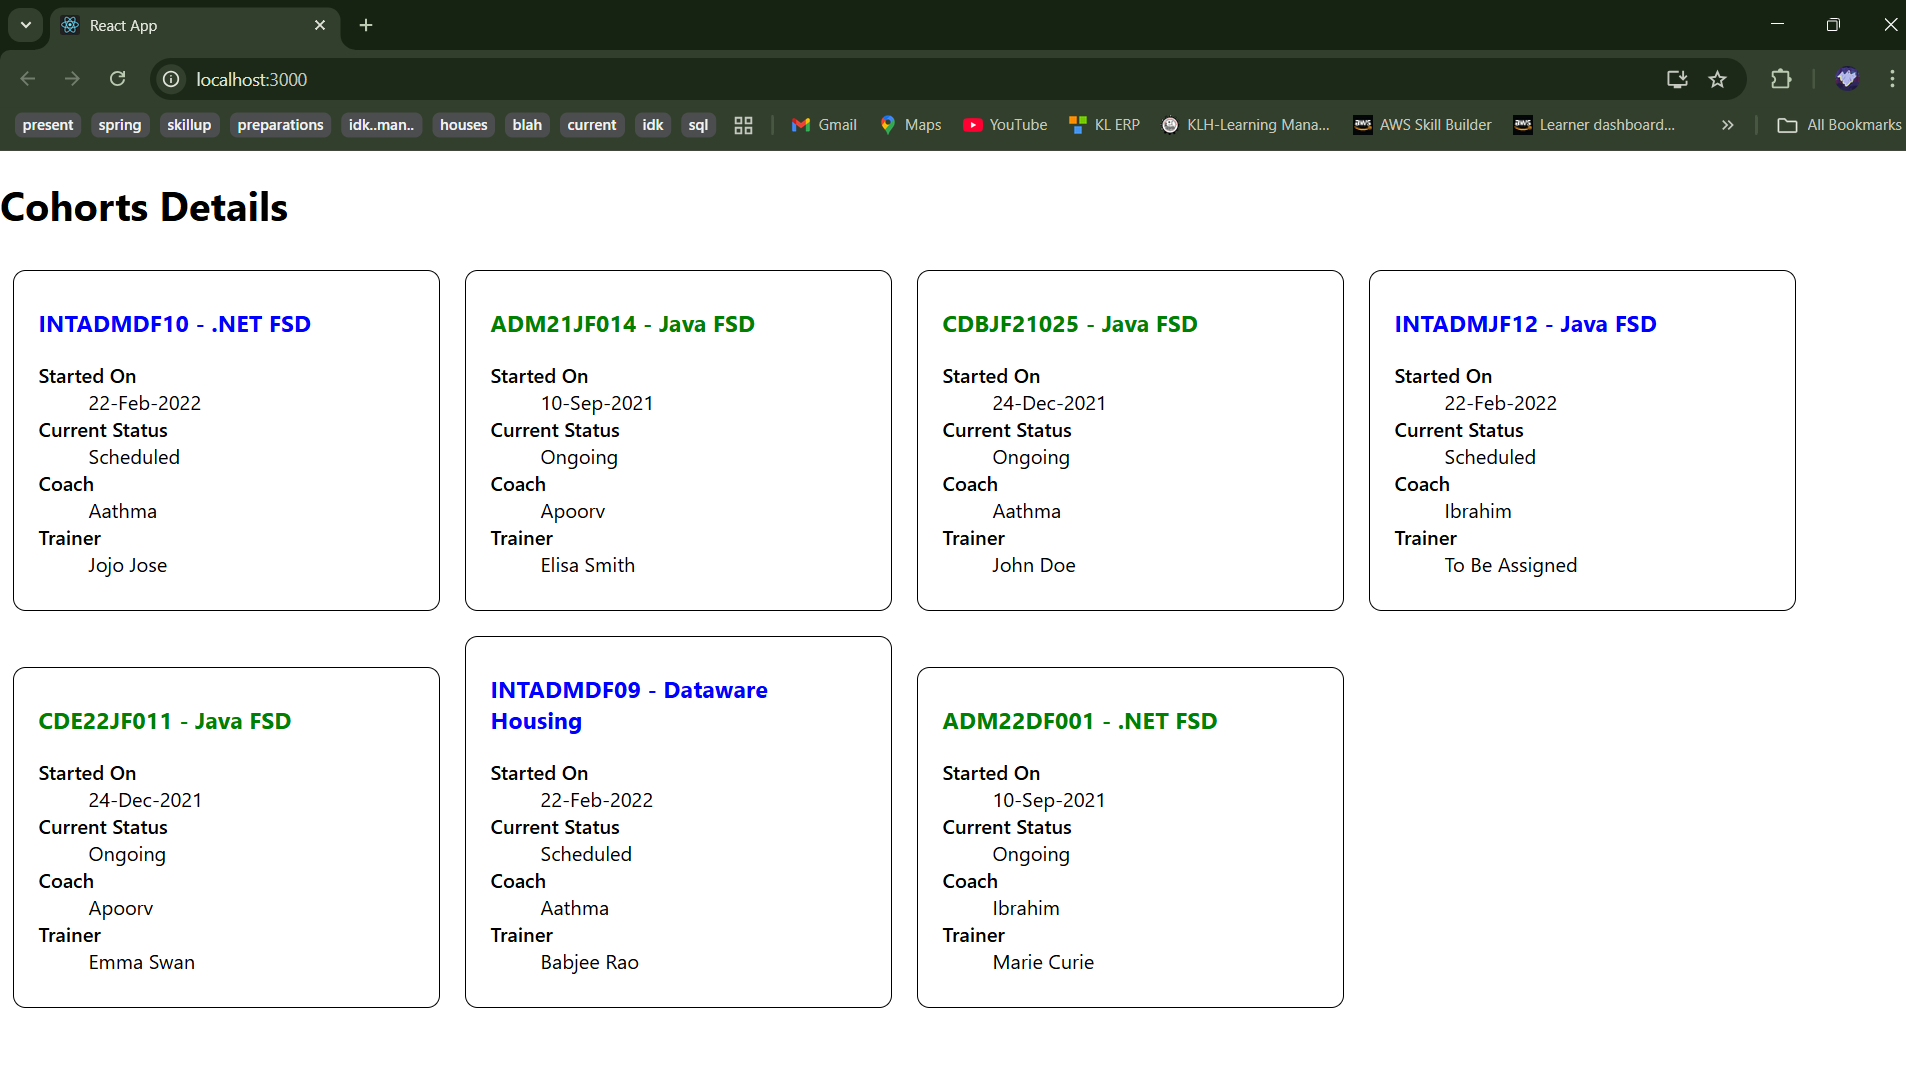 React App
localhost:3000
present spring skillup preparations idk..man.. houses blah current idk sql Gmail Maps YouTube KL ERP KLH-Learning Mana... AWS Skill Builder Learner dashboard... All Bookmarks
Cohorts Details
INTADMDF10 - .NET FSD
Started On
22-Feb-2022
Current Status
Scheduled
Coach
Aathma
Trainer
Jojo Jose
ADM21JF014 - Java FSD
Started On
10-Sep-2021
Current Status
Ongoing
Coach
Apoorv
Trainer
Elisa Smith
CDBJF21025 - Java FSD
Started On
24-Dec-2021
Current Status
Ongoing
Coach
Aathma
Trainer
John Doe
INTADMJF12 - Java FSD
Started On
22-Feb-2022
Current Status
Scheduled
Coach
Ibrahim
Trainer
To Be Assigned
CDE22JF011 - Java FSD
Started On
24-Dec-2021
Current Status
Ongoing
Coach
Apoorv
Trainer
Emma Swan
INTADMDF09 - Dataware
Housing
Started On
22-Feb-2022
Current Status
Scheduled
Coach
Aathma
Trainer
Babjee Rao
ADM22DF001 - .NET FSD
Started On
10-Sep-2021
Current Status
Ongoing
Coach
Ibrahim
Trainer
Marie Curie